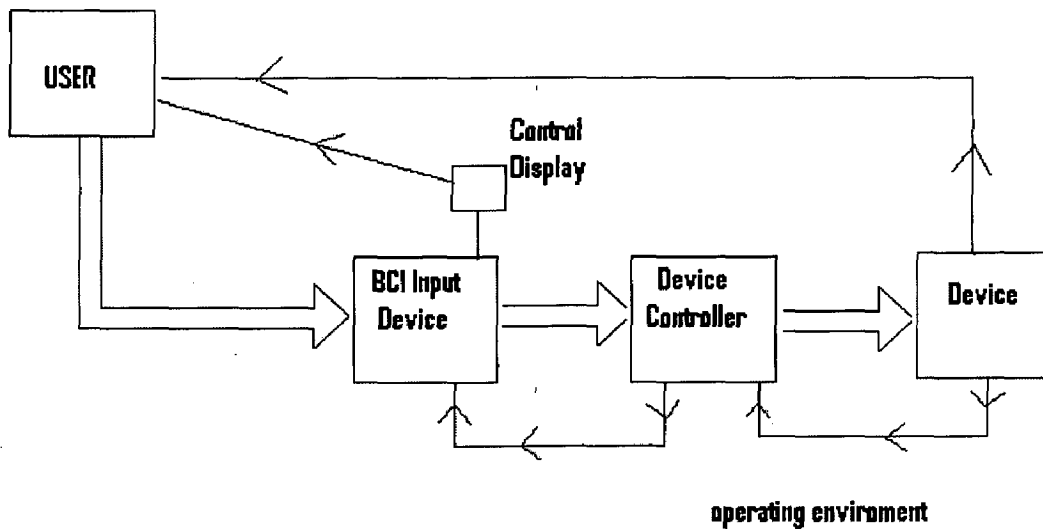 USER
Control
Display
BCI Input
Device
Device
Controller
Device
operating enviroment